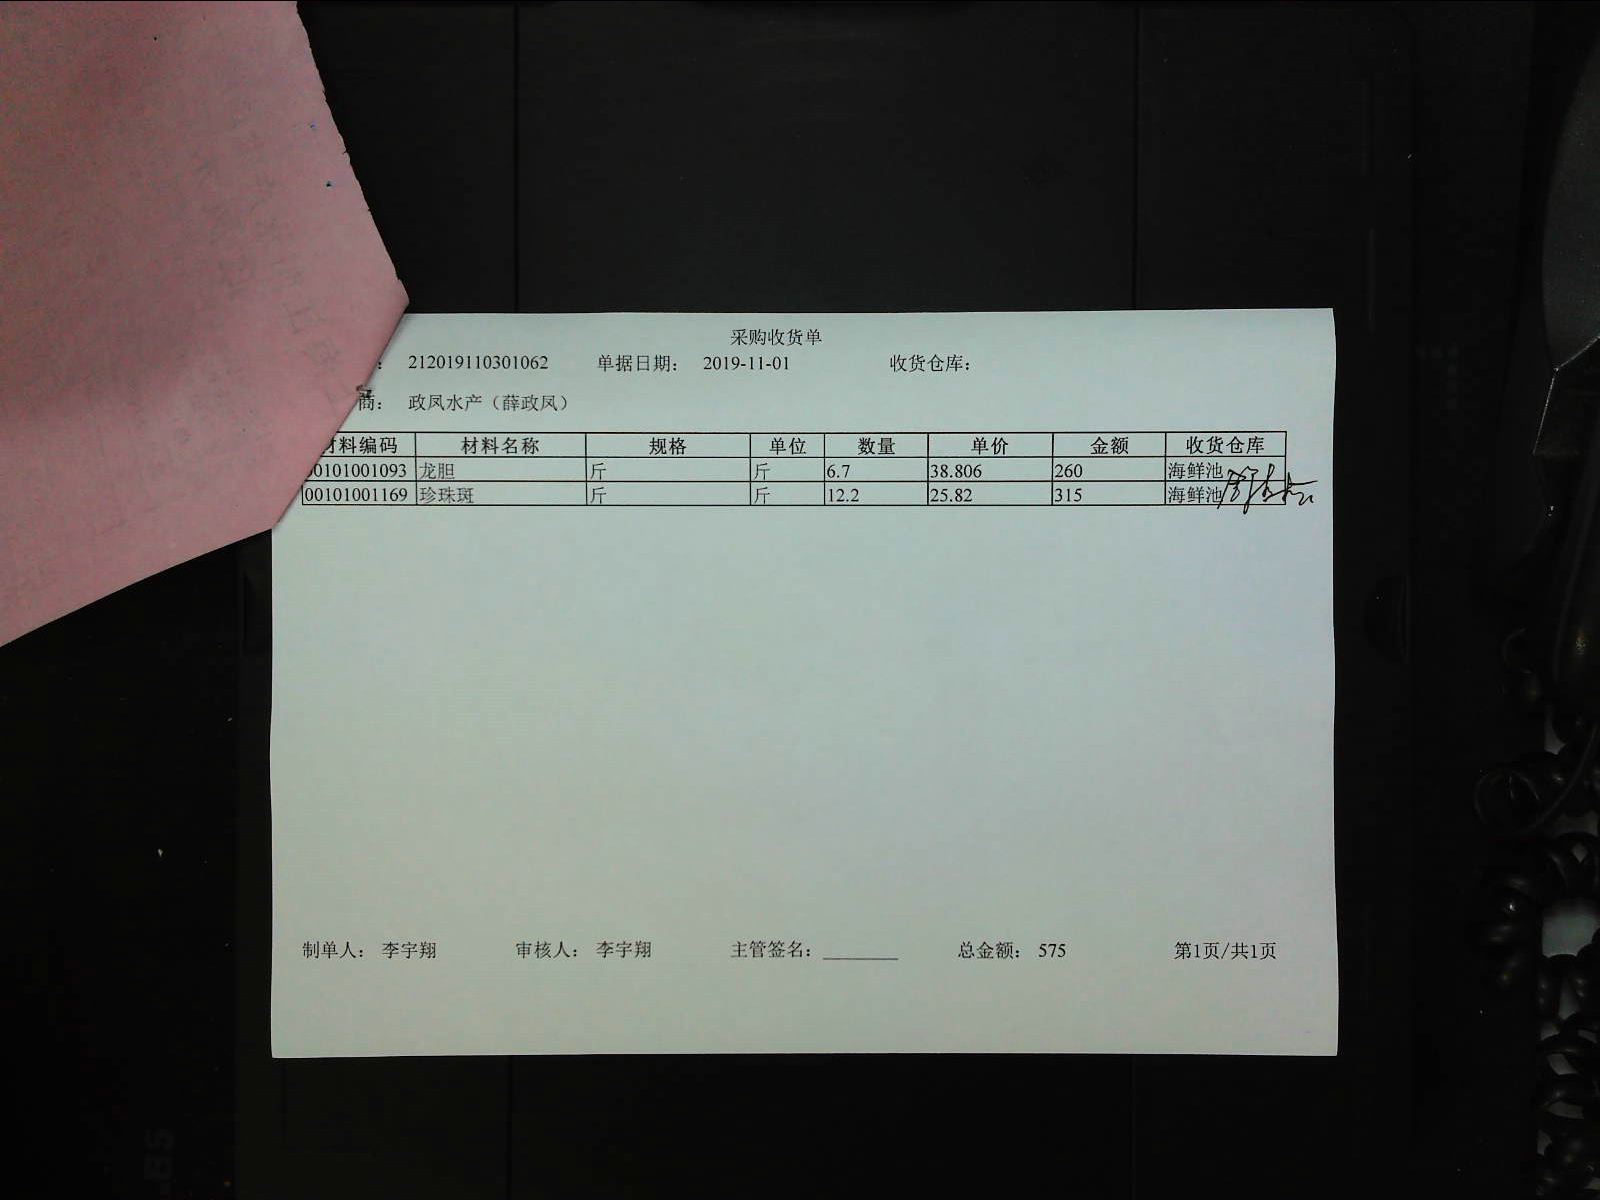 采购收货单
: 212019110301062 单据日期: 2019-11-01 收货仓库:
商: 政凤水产（薛政凤）
材料编码 材料名称 规格 单位 数量 单价 金额 收货仓库
00101001093 龙胆 斤 斤 6.7 38.806 260 海鲜池
00101001169 珍珠斑 斤 斤 12.2 25.82 315 海鲜池
制单人: 李宇翔 审核人: 李宇翔 主管签名: ________ 总金额: 575 第1页/共1页